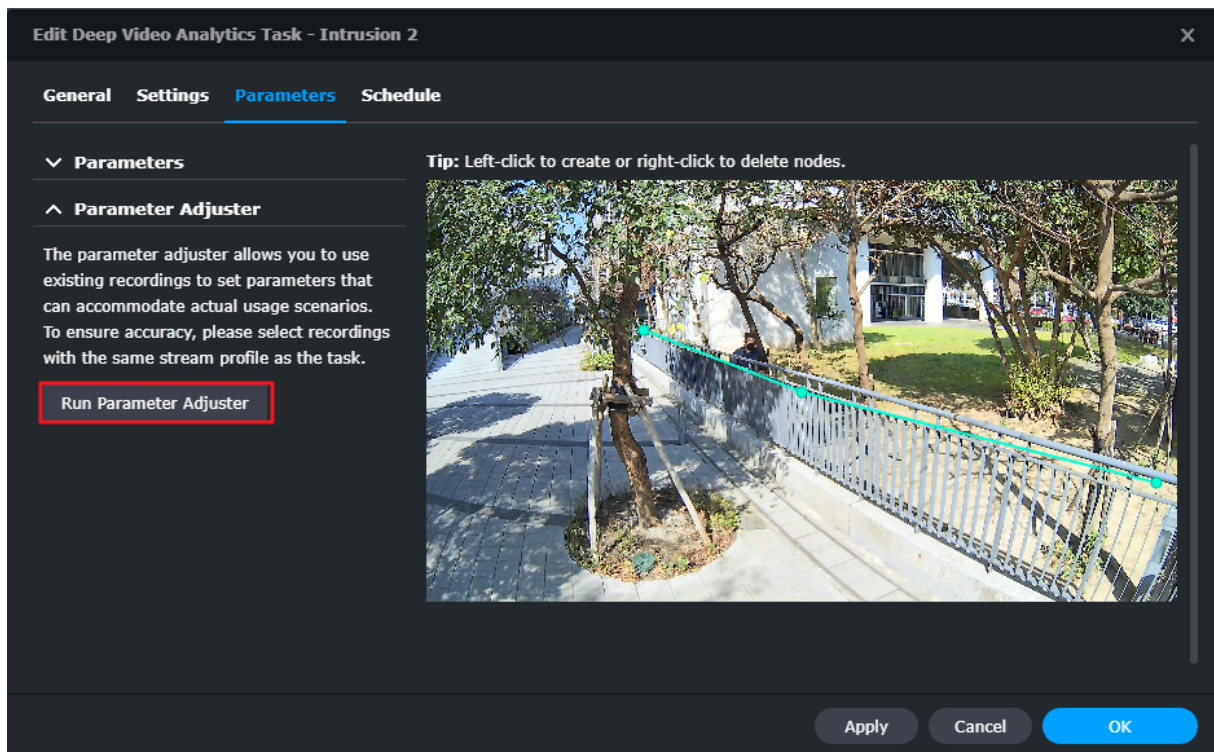 Edit Deep Video Analytics Task - Intrusion 2
General Settings Parameters Schedule
Parameters
Tip: Left-click to create or right-click to delete nodes.
Parameter Adjuster
The parameter adjuster allows you to use
existing recordings to set parameters that
can accommodate actual usage scenarios.
To ensure accuracy, please select recordings
with the same stream profile as the task.
Run Parameter Adjuster
Apply Cancel OK